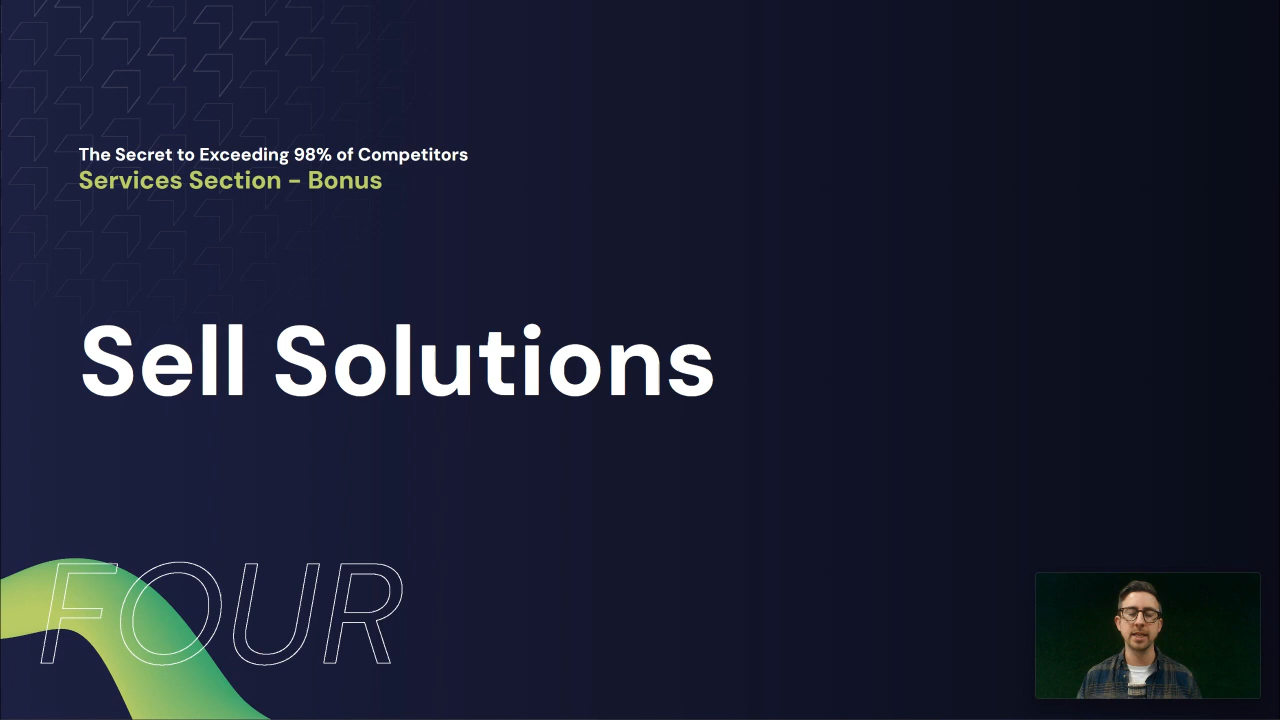 The Secret to Exceeding 98% of Competitors
Services Section - Bonus
Sell Solutions
FOUR